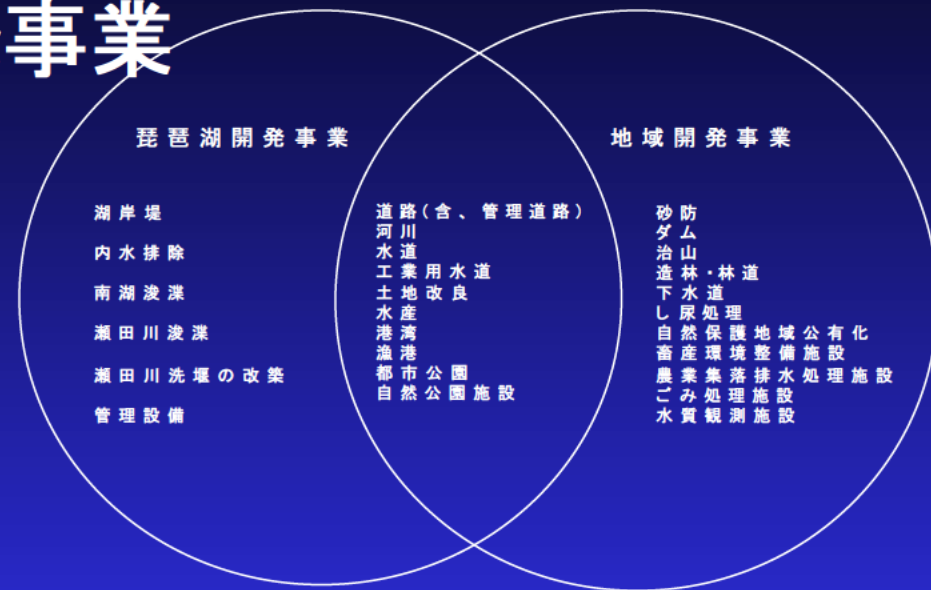 事業
琵琶湖開発事業
地域開発事業
湖岸堤
内水排除
南湖浚渫
瀬田川浚渫
瀬田川洗堰の改築
管理設備
道路(含、管理道路)
河川
水道
工業用水道
土地改良
水産
港湾
漁港
都市公園
自然公園施設
砂防
ダム
治山
造林・林道
下水道
し尿処理
自然保護地域公有化
畜産環境整備施設
農業集落排水処理施設
ごみ処理施設
水質観測施設